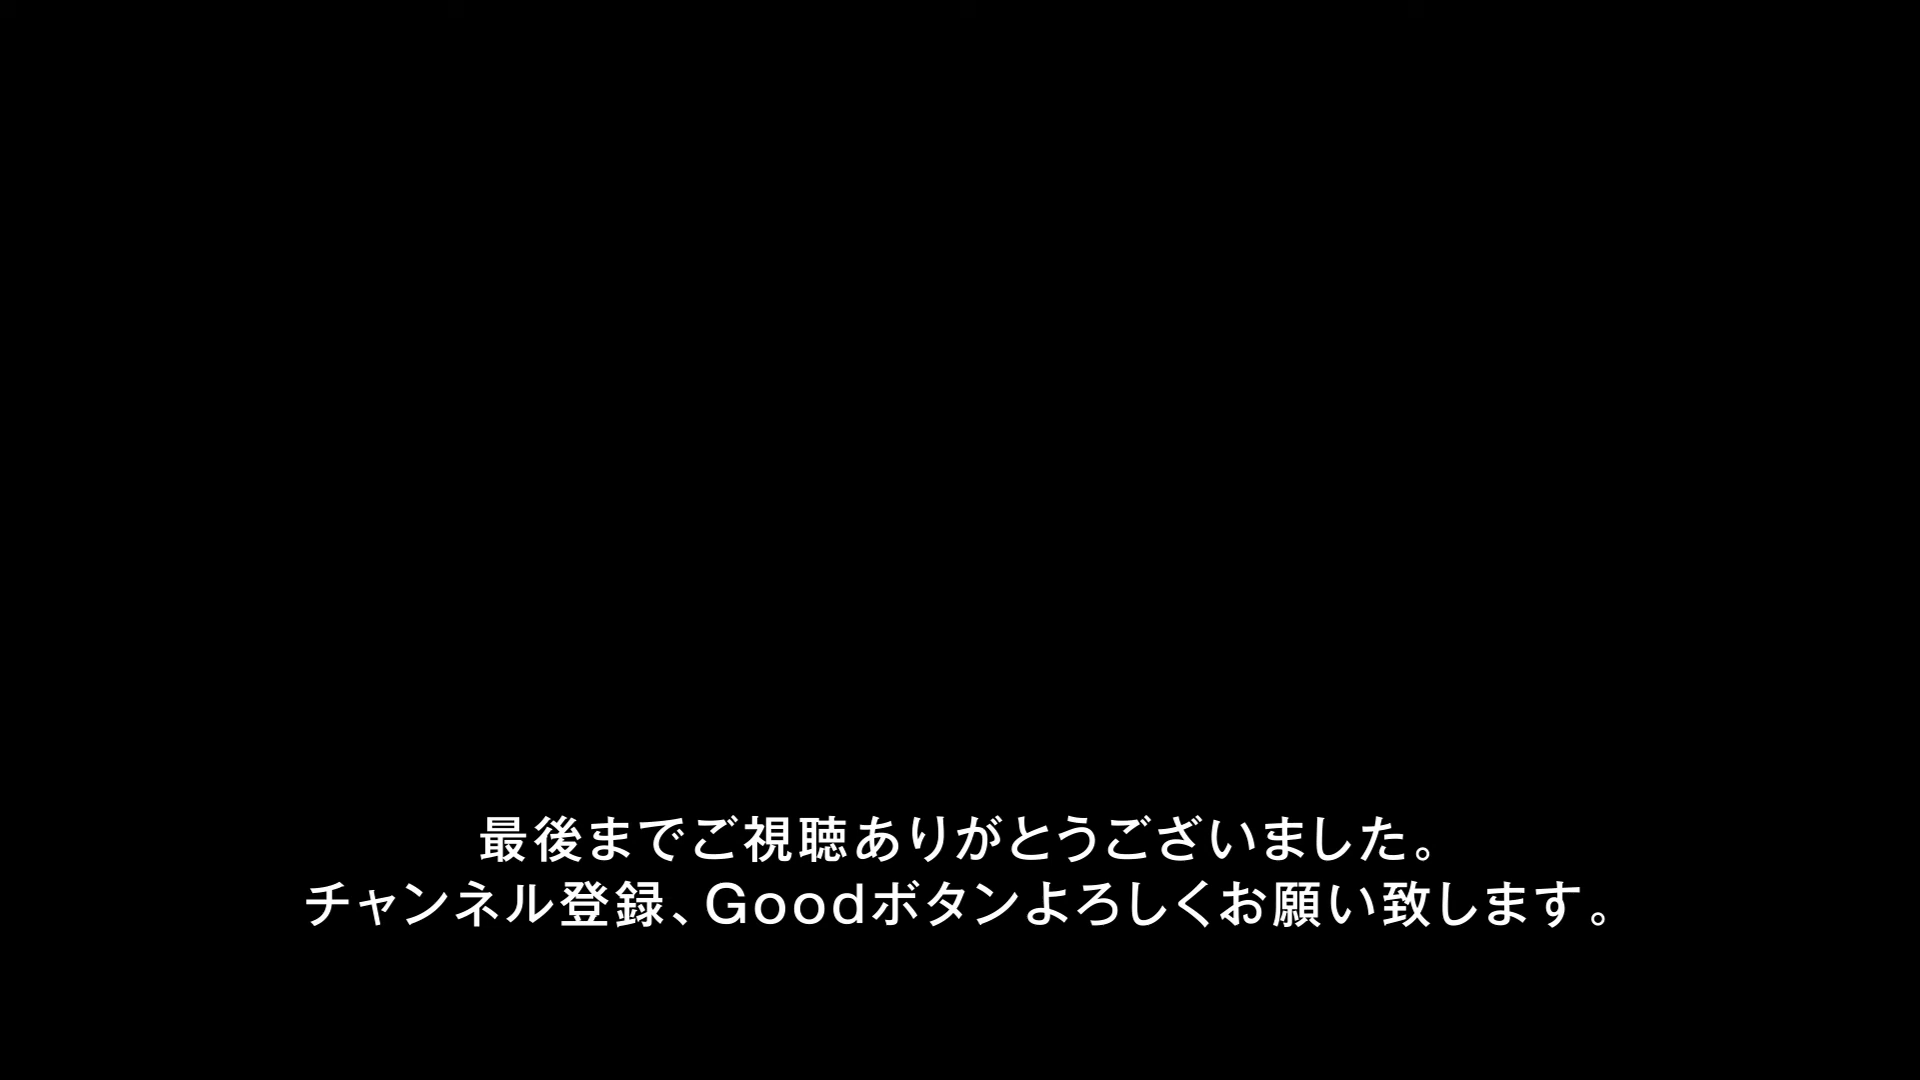 最後までご視聴ありがとうございました。
チャンネル登録、Goodボタンよろしくお願い致します。